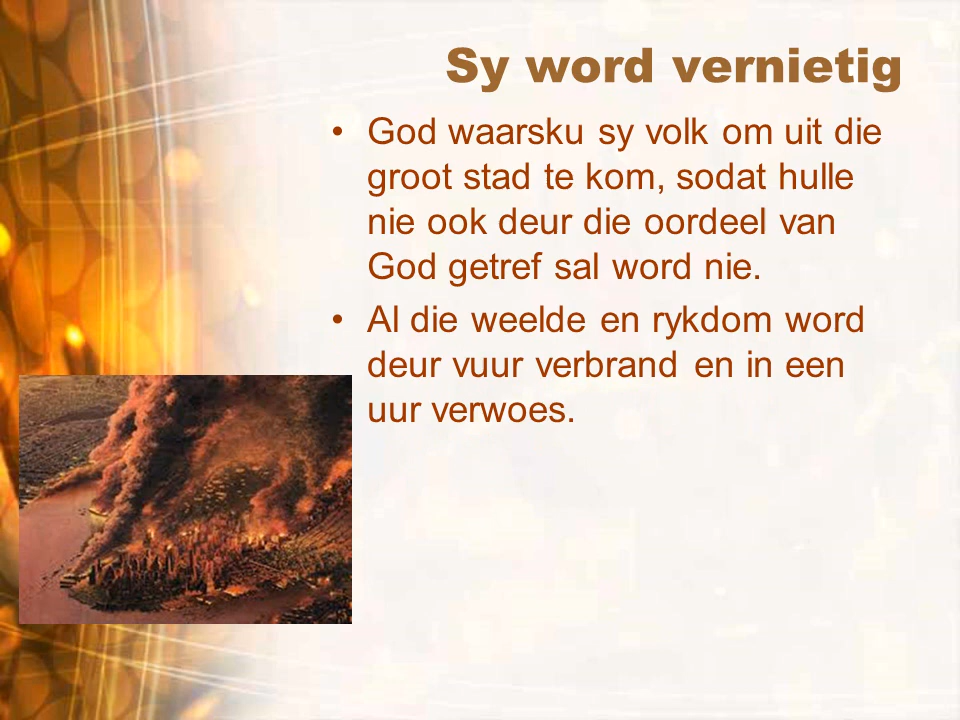 Sy word vernietig
• God waarsku sy volk om uit die
groot stad te kom, sodat hulle
nie ook deur die oordeel van
God getref sal word nie.
• Al die weelde en rykdom word
deur vuur verbrand en in een
uur verwoes.